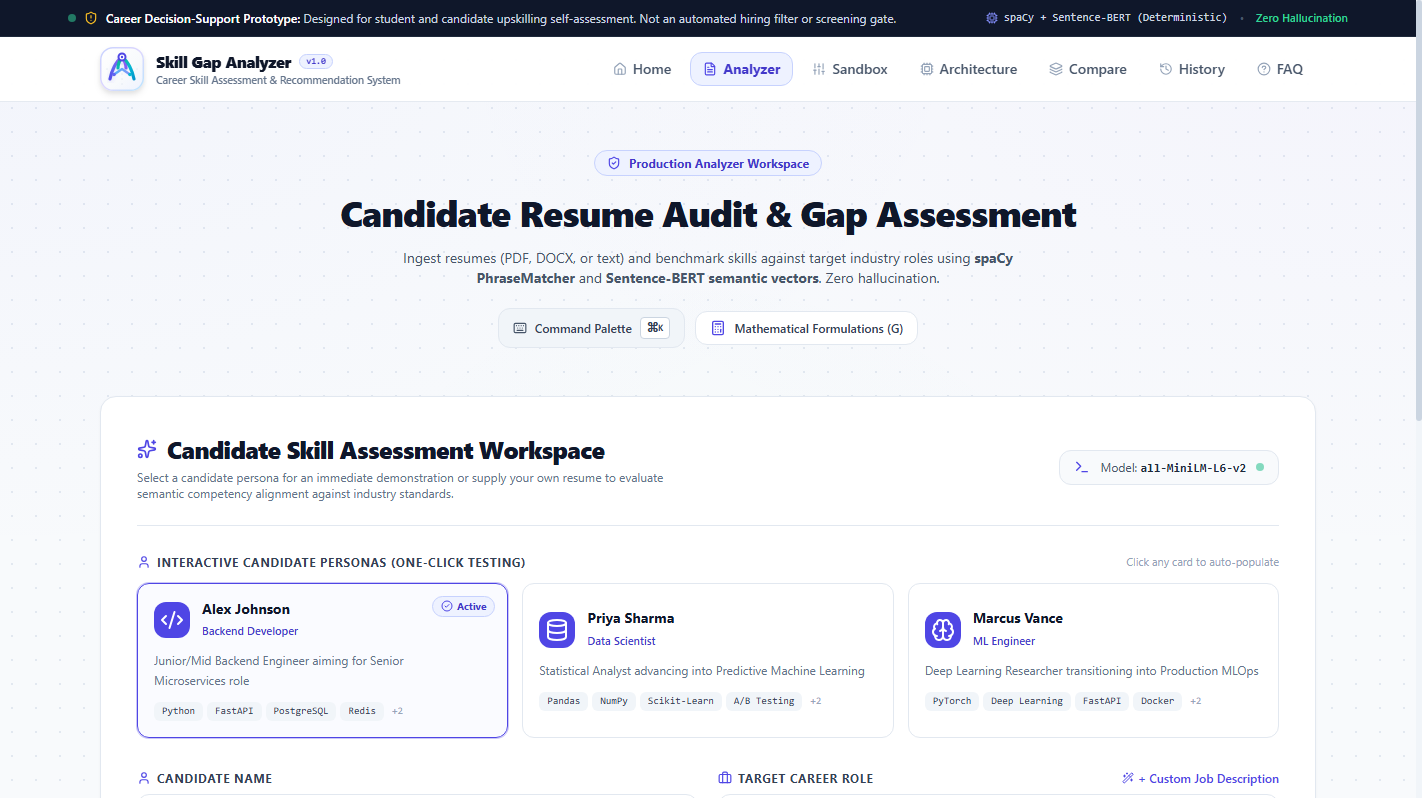 Career Decision-Support Prototype: Designed for student and candidate upskilling self-assessment. Not an automated hiring filter or screening gate.
spaCy + Sentence-BERT (Deterministic) • Zero Hallucination
Skill Gap Analyzer v1.0
Career Skill Assessment & Recommendation System
Home Analyzer Sandbox Architecture Compare History FAQ
Production Analyzer Workspace
Candidate Resume Audit & Gap Assessment
Ingest resumes (PDF, DOCX, or text) and benchmark skills against target industry roles using spaCy
PhraseMatcher and Sentence-BERT semantic vectors. Zero hallucination.
Command Palette ⌘K
Mathematical Formulations (G)
Candidate Skill Assessment Workspace
Select a candidate persona for an immediate demonstration or supply your own resume to evaluate
semantic competency alignment against industry standards.
Model: all-MiniLM-L6-v2
INTERACTIVE CANDIDATE PERSONAS (ONE-CLICK TESTING)
Click any card to auto-populate
Alex Johnson
Active
Backend Developer
Junior/Mid Backend Engineer aiming for Senior
Microservices role
Python FastAPI PostgreSQL Redis +2
Priya Sharma
Data Scientist
Statistical Analyst advancing into Predictive Machine Learning
Pandas NumPy Scikit-Learn A/B Testing +2
Marcus Vance
ML Engineer
Deep Learning Researcher transitioning into Production MLOps
PyTorch Deep Learning FastAPI Docker +2
CANDIDATE NAME
TARGET CAREER ROLE
+ Custom Job Description